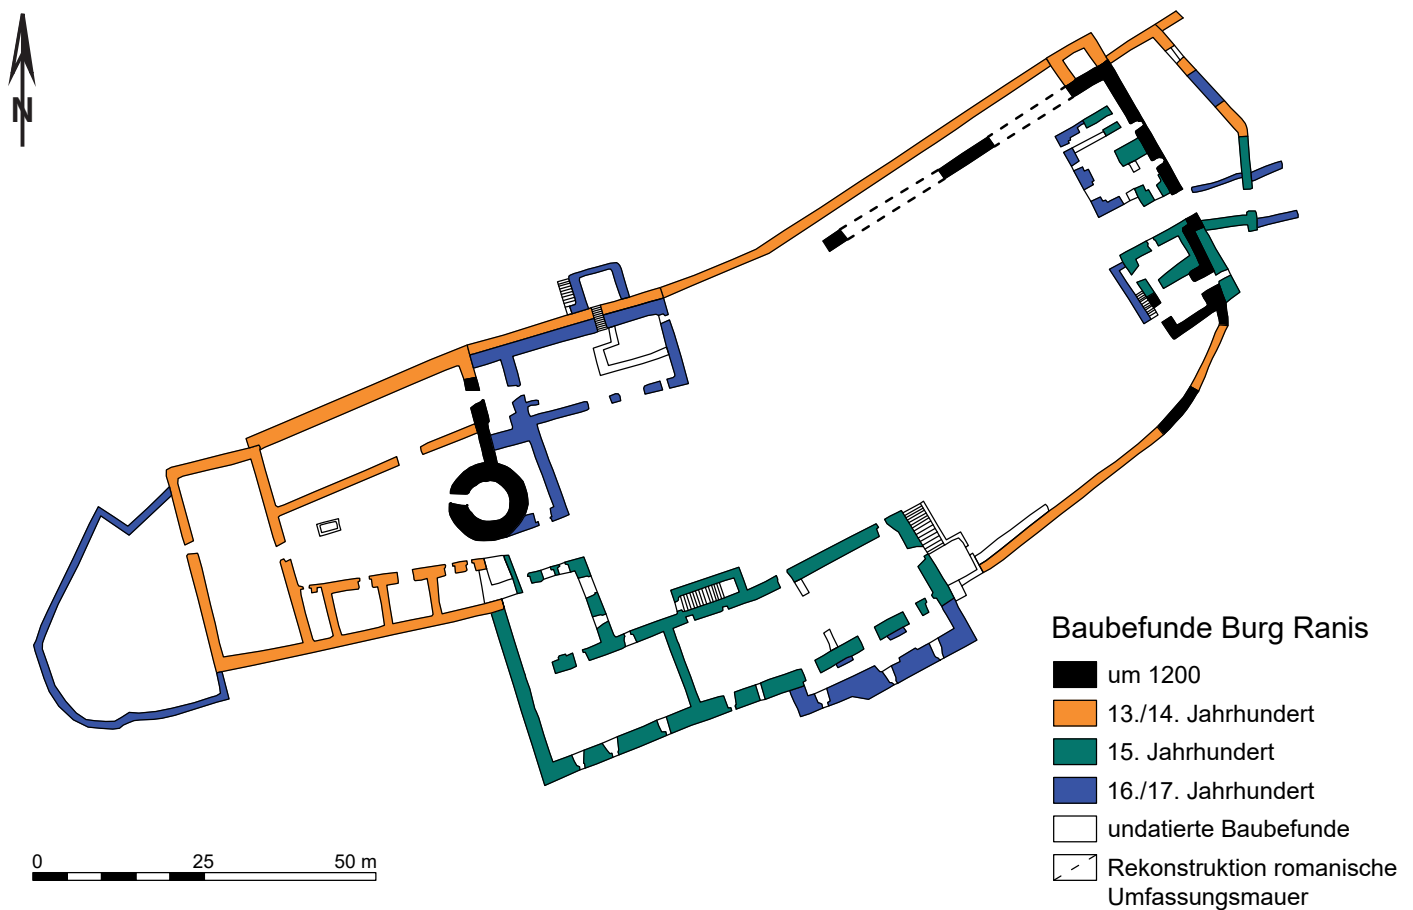 N
Baubefunde Burg Ranis
um 1200
13./14. Jahrhundert
15. Jahrhundert
16./17. Jahrhundert
undatierte Baubefunde
Rekonstruktion romanische
Umfassungsmauer
0 25 50 m